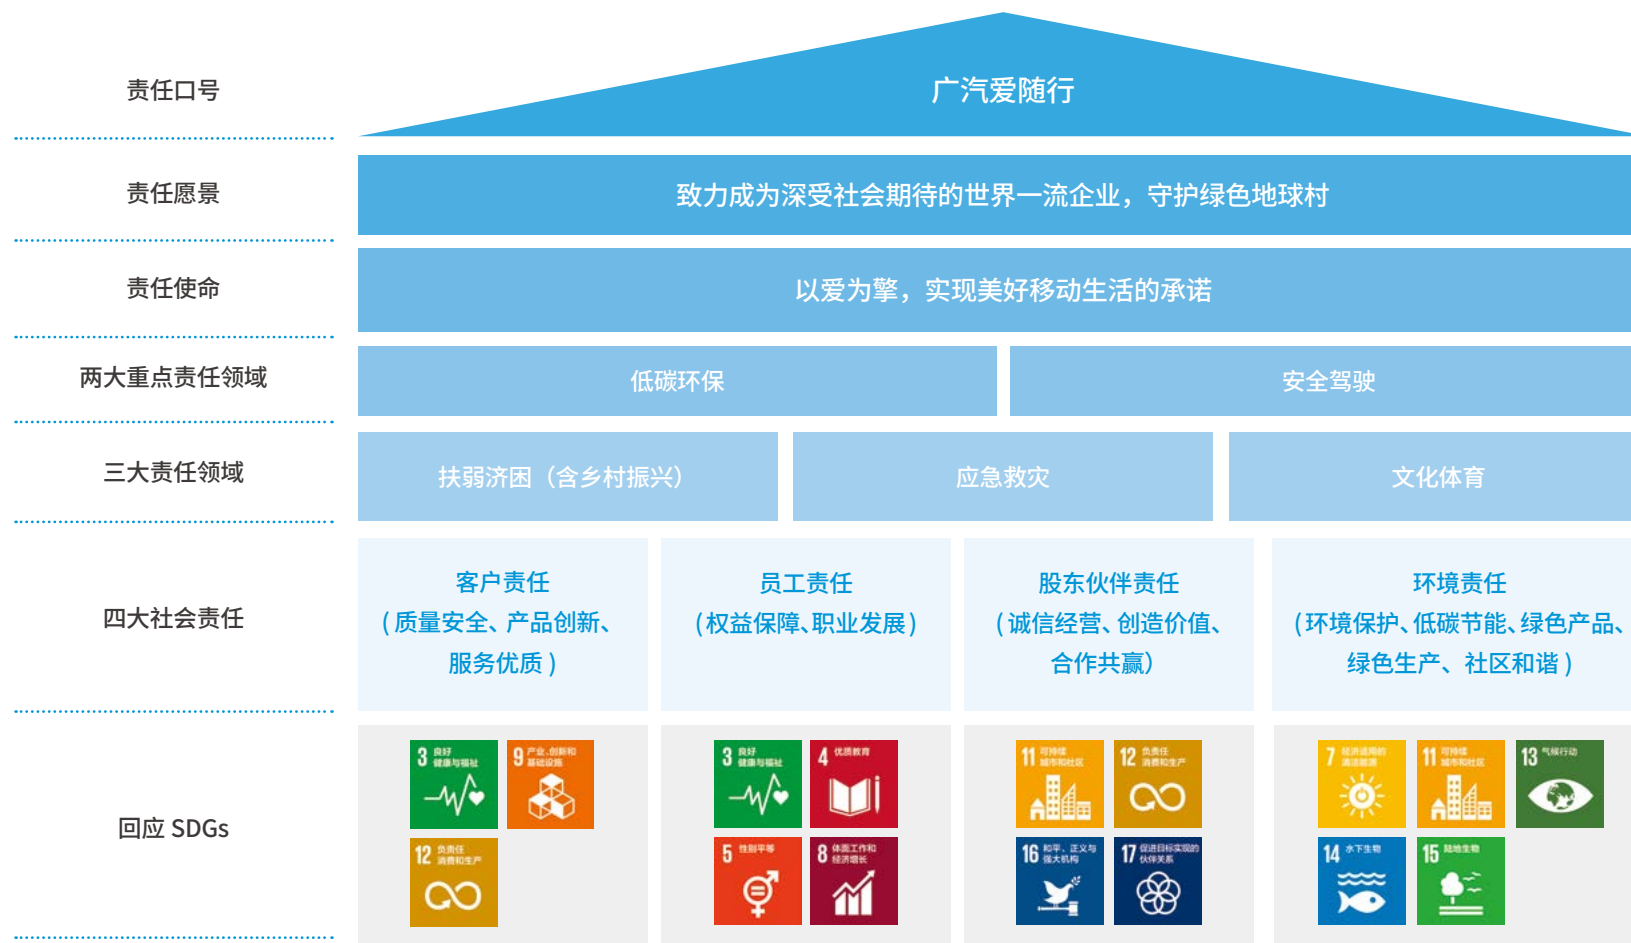 责任口号
广汽爱随行
责任愿景
致力成为深受社会期待的世界一流企业，守护绿色地球村
责任使命
以爱为擎，实现美好移动生活的承诺
两大重点责任领域
低碳环保
安全驾驶
三大责任领域
扶弱济困（含乡村振兴）
应急救灾
文化体育
四大社会责任
客户责任
（质量安全、产品创新、
服务优质）
员工责任
（权益保障、职业发展）
股东伙伴责任
（诚信经营、创造价值、
合作共赢）
环境责任
（环境保护、低碳节能、绿色产品、
绿色生产、社区和谐）
回应 SDGs
3 良好
健康与福祉
9 产业、创新和
基础设施
12 负责任
消费和生产
3 良好
健康与福祉
4 优质教育
5 性别平等
8 体面工作和
经济增长
11 可持续
城市和社区
12 负责任
消费和生产
16 和平、正义与
强大机构
17 促进目标实现的
伙伴关系
7 经济适用的
清洁能源
11 可持续
城市和社区
13 气候行动
14 水下生物
15 陆地生物